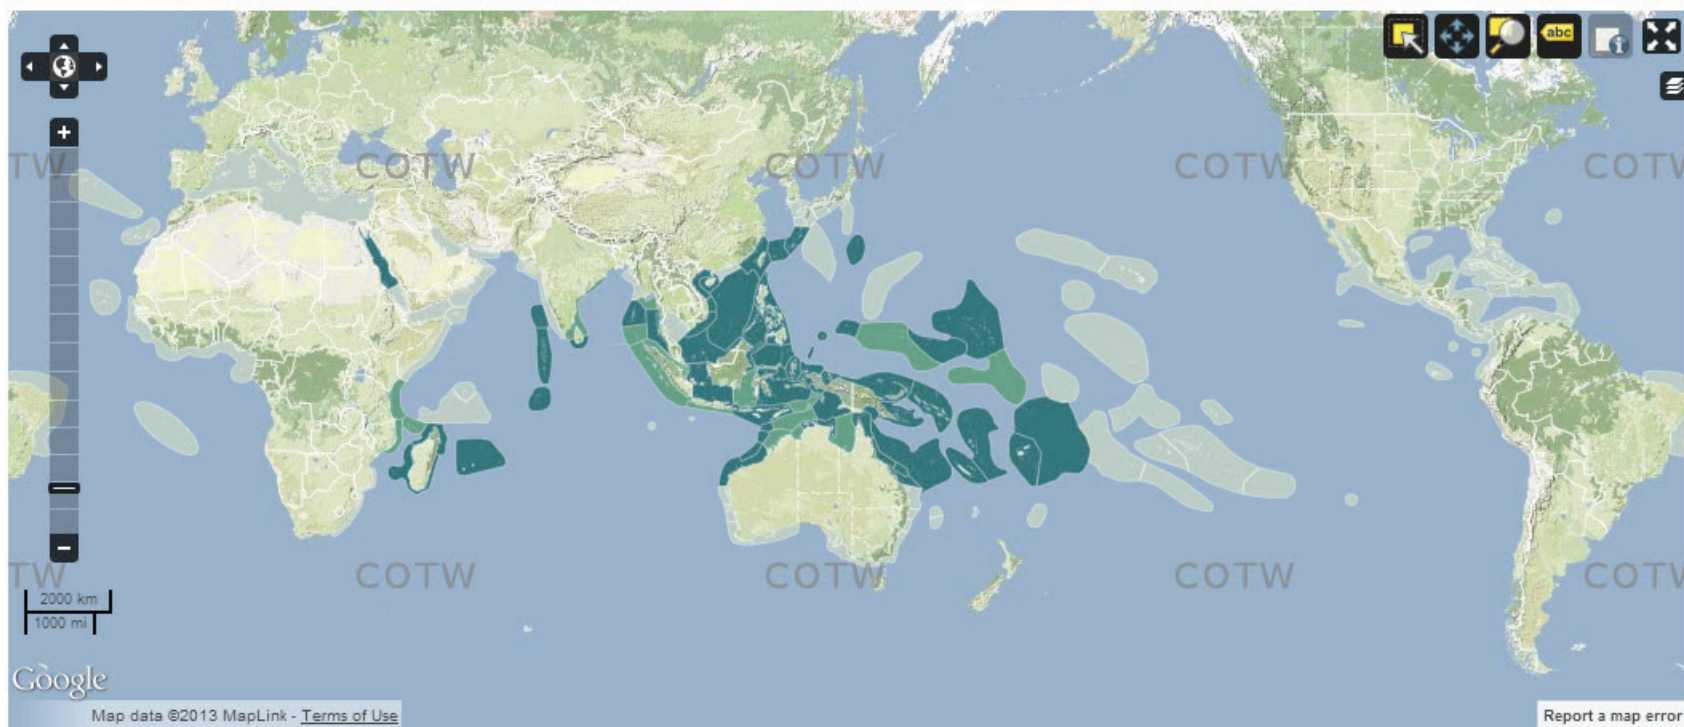 abc
TW COTW COTW COTW COTW
TW COTW COTW COTW COTW
2000 km
1000 mi
Google
Map data ©2013 MapLink - Terms of Use
Report a map error